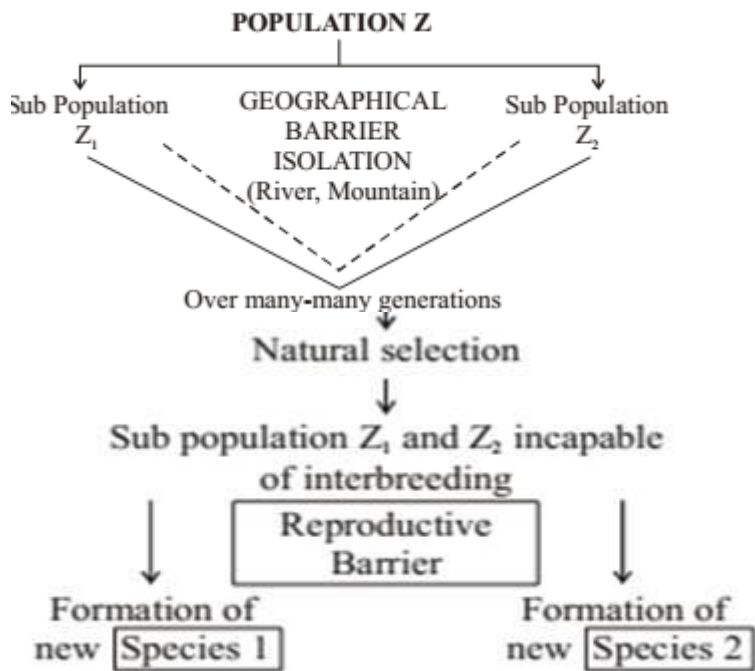 POPULATION Z
Sub Population
Z₁
GEOGRAPHICAL
BARRIER
ISOLATION
(River, Mountain)
Sub Population
Z₂
Over many-many generations
Natural selection
Sub population Z₁ and Z₂ incapable
of interbreeding
Reproductive
Barrier
Formation of
new Species 1
Formation of
new Species 2